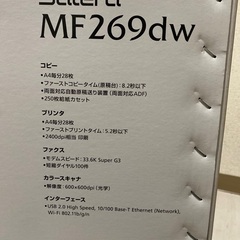 Satera
MF269dw
コピー
・A4毎分28枚
・ファーストコピータイム(原稿台):8.2秒以下
・両面対応自動原稿送り装置(両面対応ADF)
・250枚給紙カセット
プリンタ
・A4毎分28枚
・ファーストプリントタイム:5.2秒以下
・2400dpi相当 印刷
ファクス
・モデムスピード:33.6K Super G3
・短縮ダイヤル100件
カラースキャナ
・解像度:600×600dpi(光学)
インターフェース
・USB 2.0 High Speed, 10/100 Base-T Ethernet (Network),
Wi-Fi 802.11b/g/n